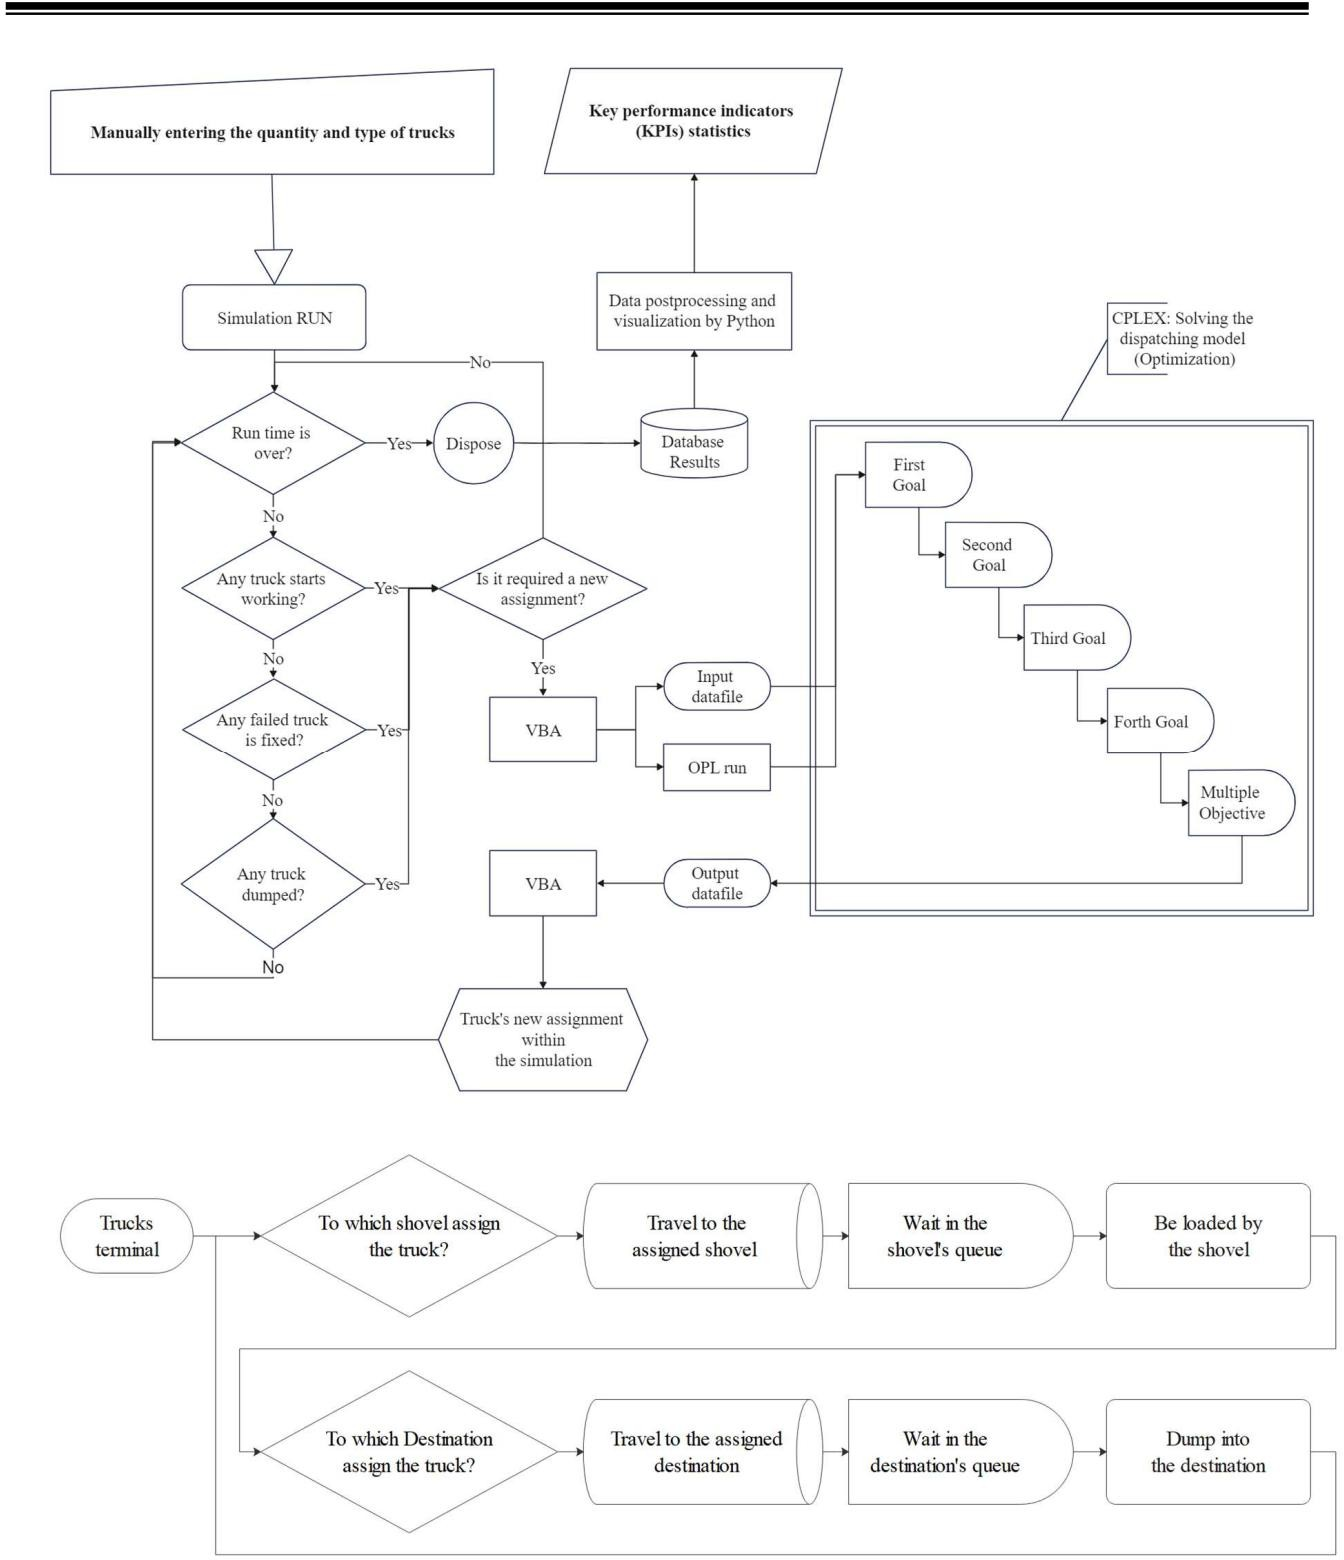 Manually entering the quantity and type of trucks
Key performance indicators
(KPIs) statistics
Simulation RUN
Data postprocessing and
visualization by Python
CPLEX: Solving the
dispatching model
(Optimization)
No
Run time is
over?
Yes
Dispose
Database
Results
First
Goal
No
Second
Goal
Any truck starts
working?
Yes
Is it required a new
assignment?
Third Goal
No
Yes
Input
datafile
Any failed truck
is fixed?
Yes
VBA
Forth Goal
OPL run
No
Multiple
Objective
Any truck
dumped?
Yes
VBA
Output
datafile
No
Truck's new assignment
within
the simulation
Trucks
terminal
To which shovel assign
the truck?
Travel to the
assigned shovel
Wait in the
shovel's queue
Be loaded by
the shovel
To which Destination
assign the truck?
Travel to the assigned
destination
Wait in the
destination's queue
Dump into
the destination